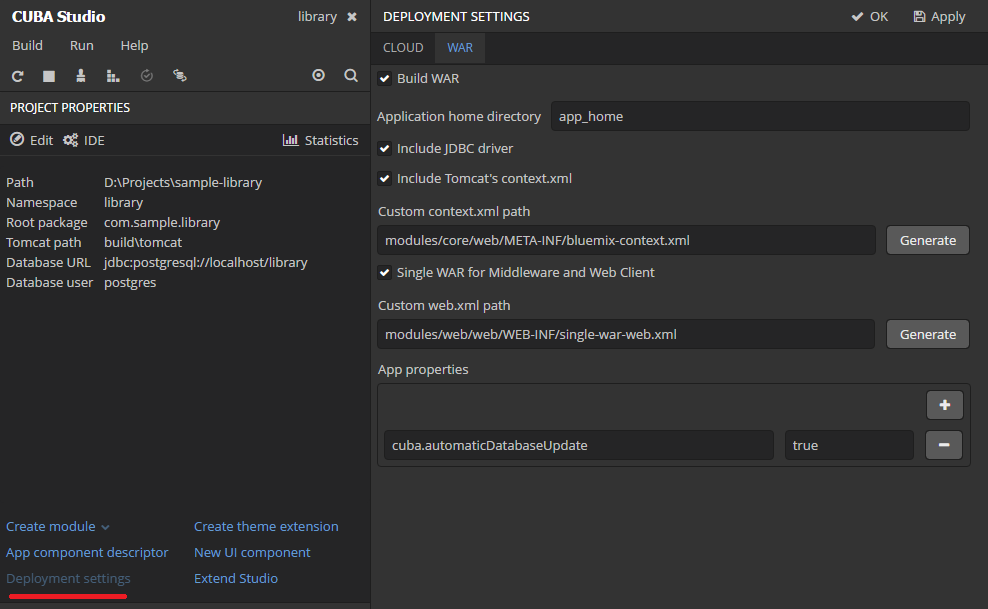 CUBA Studio
library
Build Run Help
PROJECT PROPERTIES
Edit IDE Statistics
Path D:\Projects\sample-library
Namespace library
Root package com.sample.library
Tomcat path build\tomcat
Database URL jdbc:postgresql://localhost/library
Database user postgres
Create module Create theme extension
App component descriptor New UI component
Deployment settings Extend Studio
DEPLOYMENT SETTINGS
OK Apply
CLOUD WAR
Build WAR
Application home directory app_home
Include JDBC driver
Include Tomcat's context.xml
Custom context.xml path
modules/core/web/META-INF/bluemix-context.xml Generate
Single WAR for Middleware and Web Client
Custom web.xml path
modules/web/web/WEB-INF/single-war-web.xml Generate
App properties
cuba.automaticDatabaseUpdate true